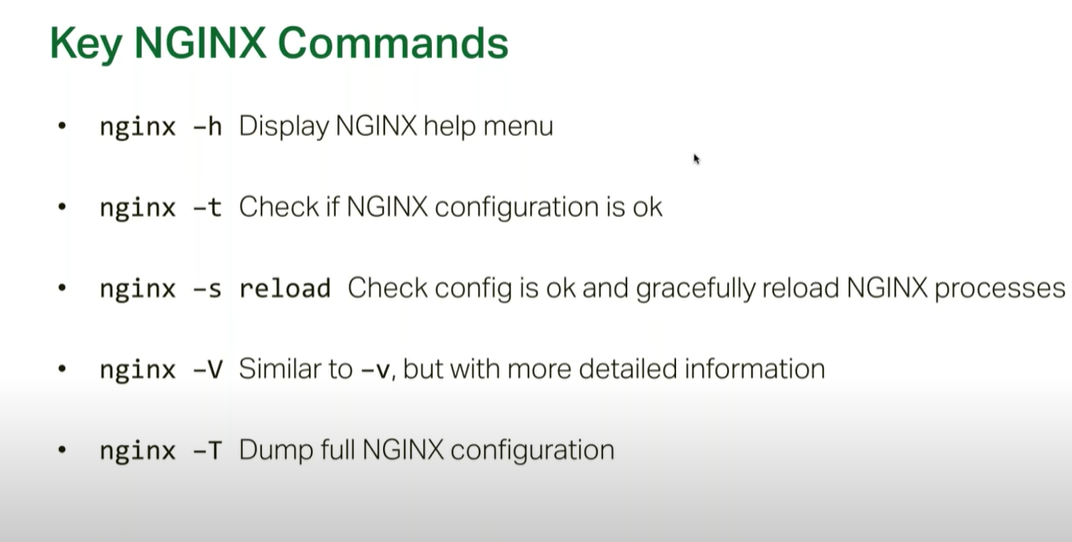 Key NGINX Commands
• nginx –h Display NGINX help menu
• nginx –t Check if NGINX configuration is ok
• nginx –s reload Check config is ok and gracefully reload NGINX processes
• nginx –V Similar to –v, but with more detailed information
• nginx –T Dump full NGINX configuration